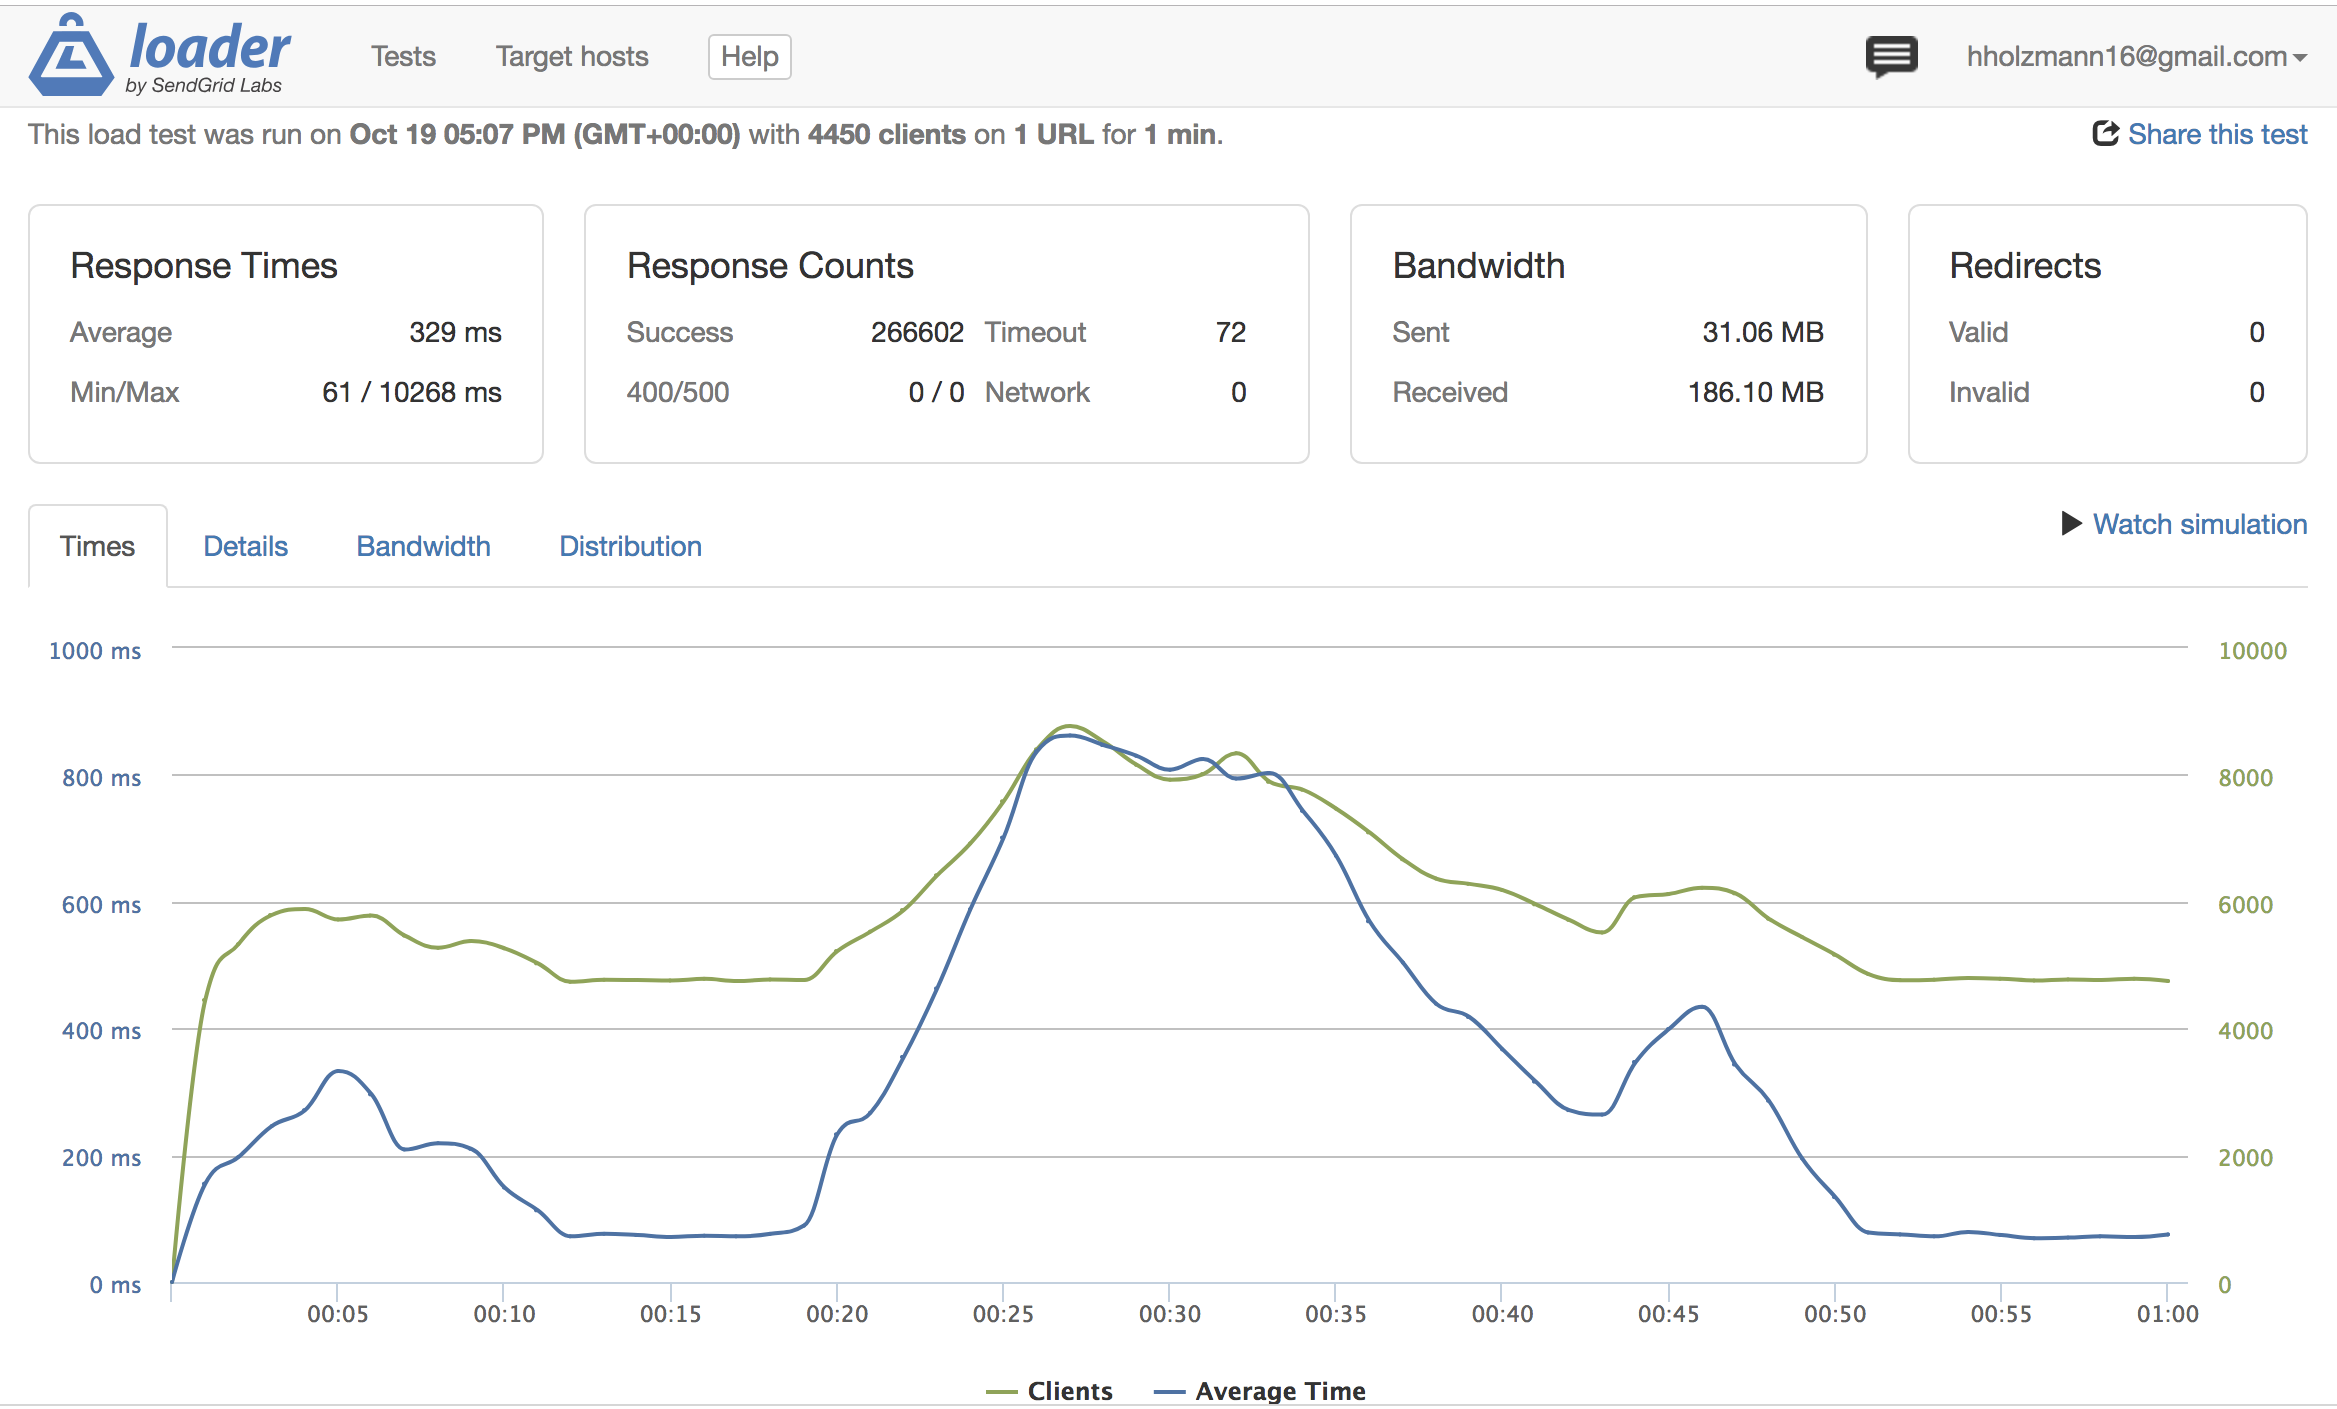 loader
by SendGrid Labs
Tests Target hosts Help hholzmann16@gmail.com
This load test was run on Oct 19 05:07 PM (GMT+00:00) with 4450 clients on 1 URL for 1 min. Share this test
Response Times
Average 329 ms
Min/Max 61 / 10268 ms
Response Counts
Success 266602 Timeout 72
400/500 0 / 0 Network 0
Bandwidth
Sent 31.06 MB
Received 186.10 MB
Redirects
Valid 0
Invalid 0
Times Details Bandwidth Distribution Watch simulation
1000 ms 10000
800 ms 8000
600 ms 6000
400 ms 4000
200 ms 2000
0 ms 0
00:05 00:10 00:15 00:20 00:25 00:30 00:35 00:40 00:45 00:50 00:55 01:00
Clients Average Time